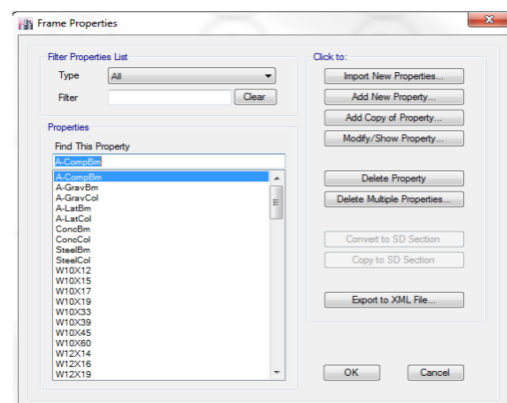 Frame Properties
Filter Properties List
Type All
Filter Clear
Properties
Find This Property
A-CompBm
A-CompBm
A-GravBm
A-GravCol
A-LatBm
A-LatCol
ConcBm
ConcCol
SteelBm
SteelCol
W10X12
W10X15
W10X17
W10X19
W10X33
W10X39
W10X45
W10X60
W12X14
W12X16
W12X19
Click to:
Import New Properties...
Add New Property...
Add Copy of Property...
Modify/Show Property...
Delete Property
Delete Multiple Properties...
Convert to SD Section
Copy to SD Section
Export to XML File...
OK Cancel